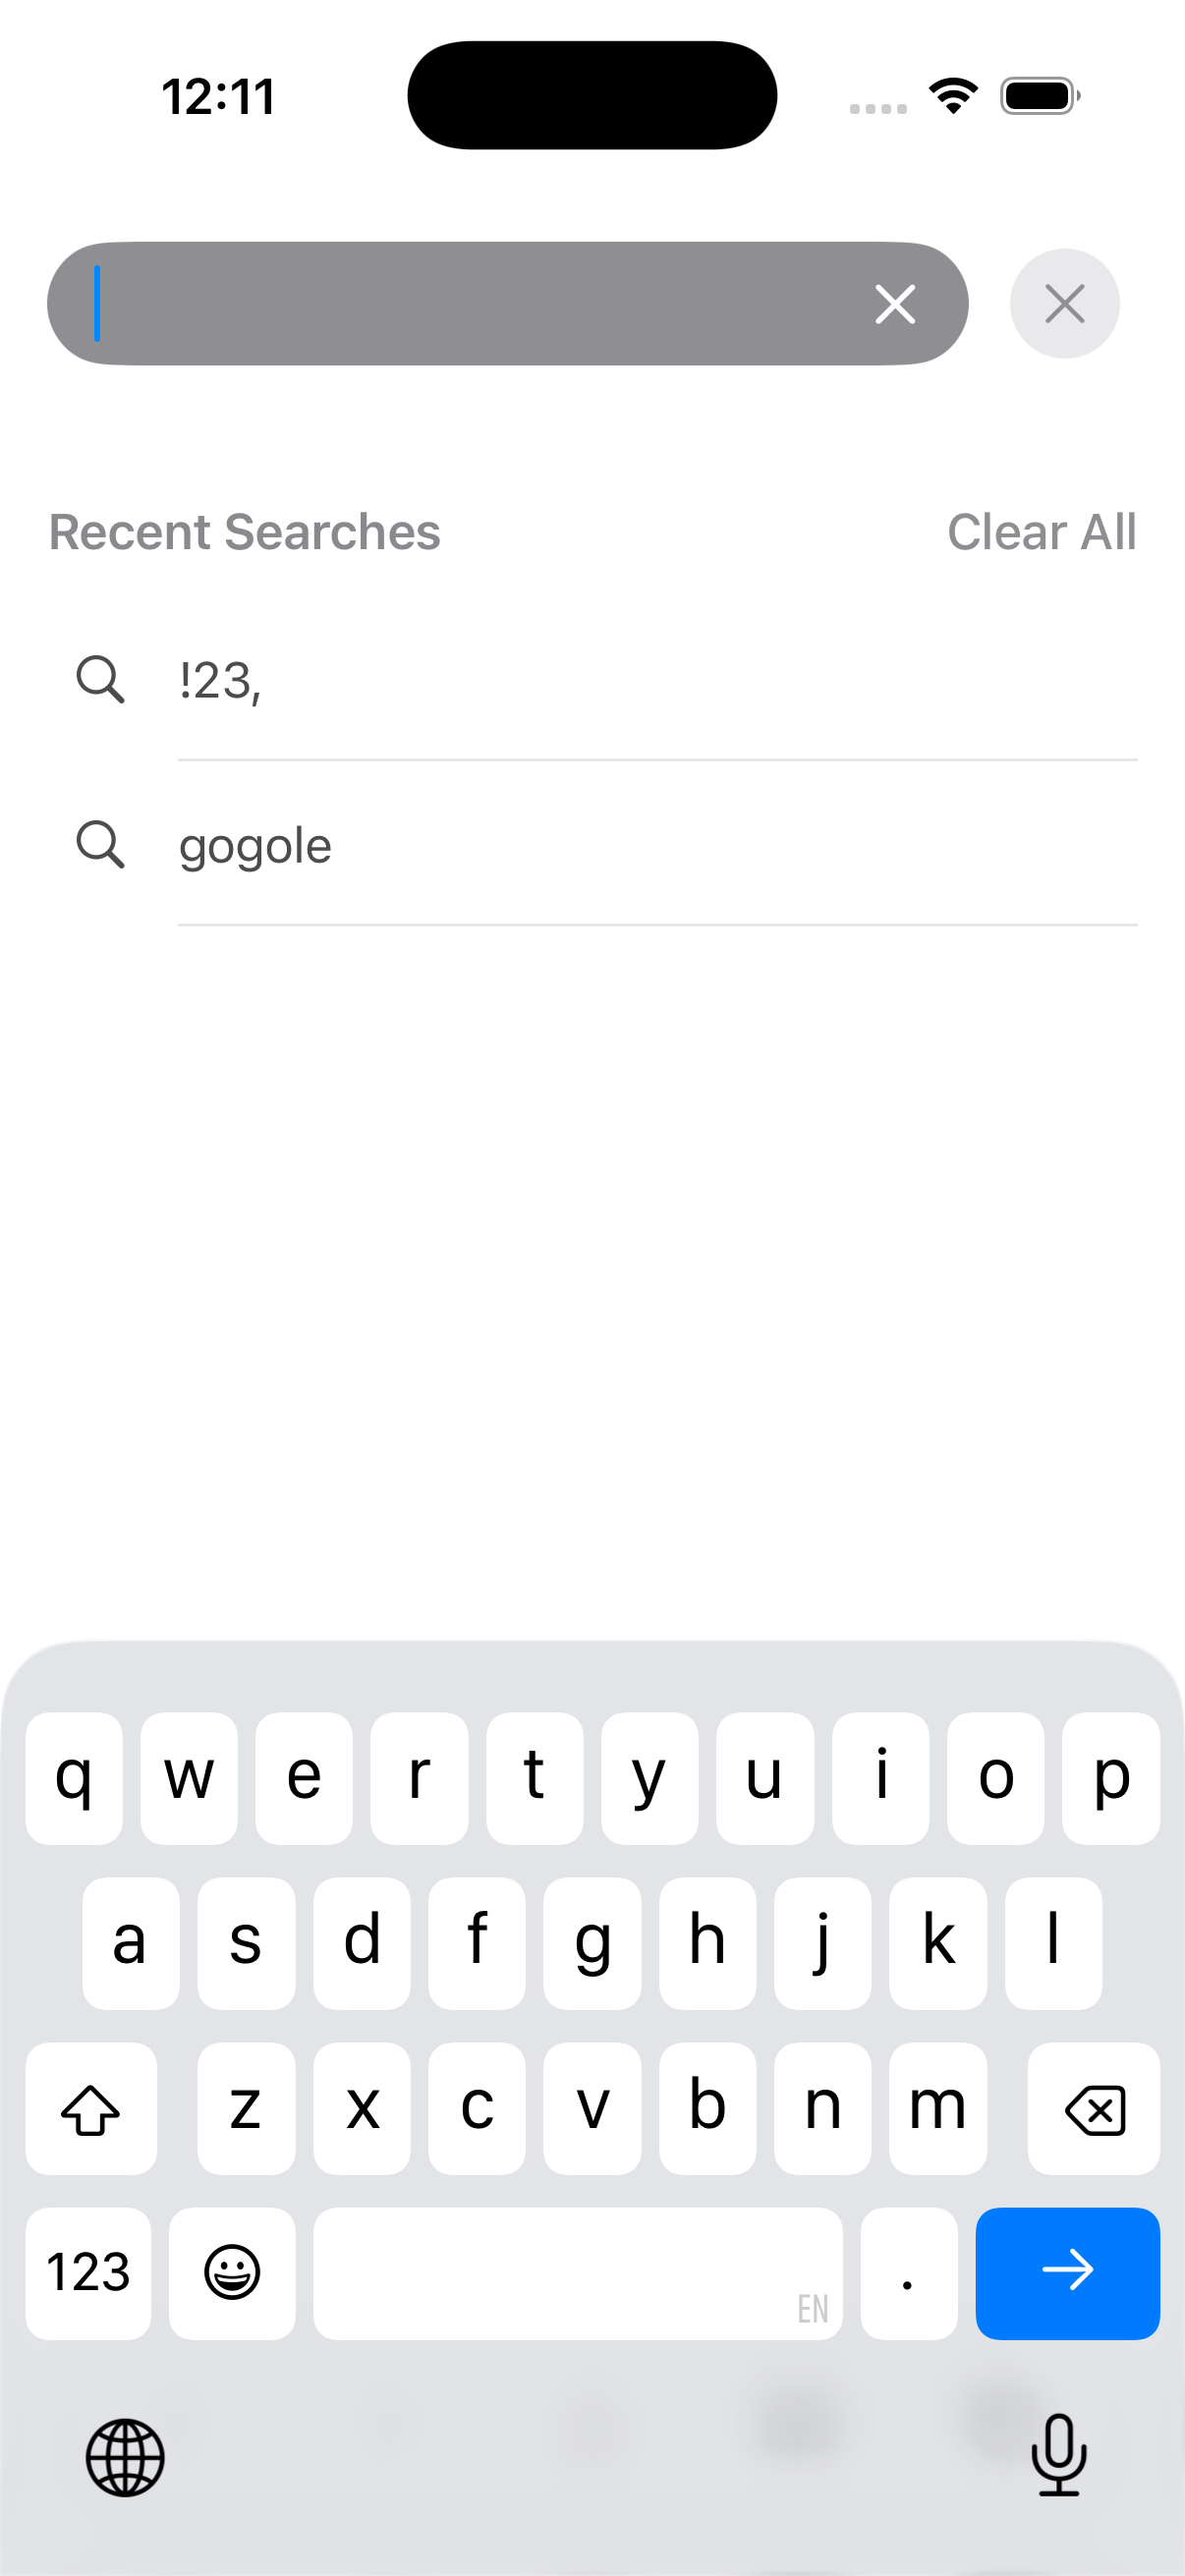 12:11
Recent Searches Clear All
!23,
gogole
q w e r t y u i o p
a s d f g h j k l
z x c v b n m
123 . EN